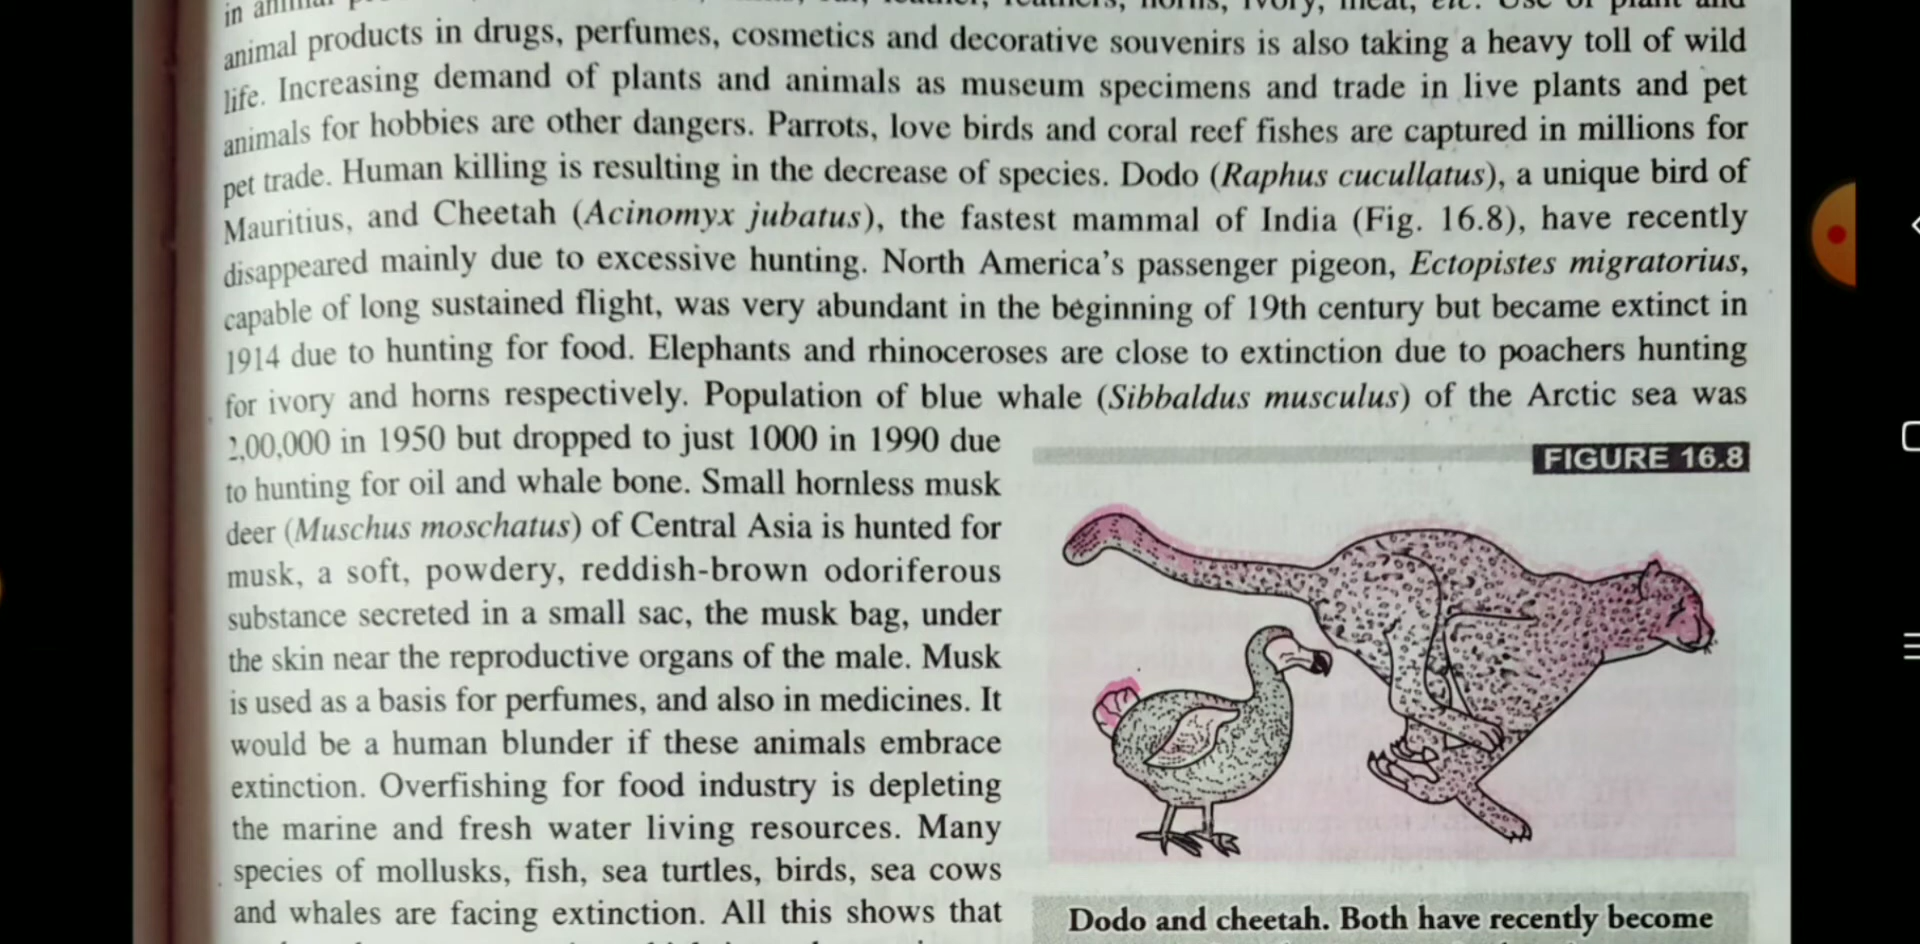 in animal
animal products in drugs, perfumes, cosmetics and decorative souvenirs is also taking a heavy toll of wild
life. Increasing demand of plants and animals as museum specimens and trade in live plants and pet
animals for hobbies are other dangers. Parrots, love birds and coral reef fishes are captured in millions for
pet trade. Human killing is resulting in the decrease of species. Dodo (Raphus cucullatus), a unique bird of
Mauritius, and Cheetah (Acinomyx jubatus), the fastest mammal of India (Fig. 16.8), have recently
disappeared mainly due to excessive hunting. North America's passenger pigeon, Ectopistes migratorius,
capable of long sustained flight, was very abundant in the beginning of 19th century but became extinct in
1914 due to hunting for food. Elephants and rhinoceroses are close to extinction due to poachers hunting
for ivory and horns respectively. Population of blue whale (Sibbaldus musculus) of the Arctic sea was
2,00,000 in 1950 but dropped to just 1000 in 1990 due
to hunting for oil and whale bone. Small hornless musk
deer (Muschus moschatus) of Central Asia is hunted for
musk, a soft, powdery, reddish-brown odoriferous
substance secreted in a small sac, the musk bag, under
the skin near the reproductive organs of the male. Musk
is used as a basis for perfumes, and also in medicines. It
would be a human blunder if these animals embrace
extinction. Overfishing for food industry is depleting
the marine and fresh water living resources. Many
species of mollusks, fish, sea turtles, birds, sea cows
and whales are facing extinction. All this shows that
FIGURE 16.8
Dodo and cheetah. Both have recently become